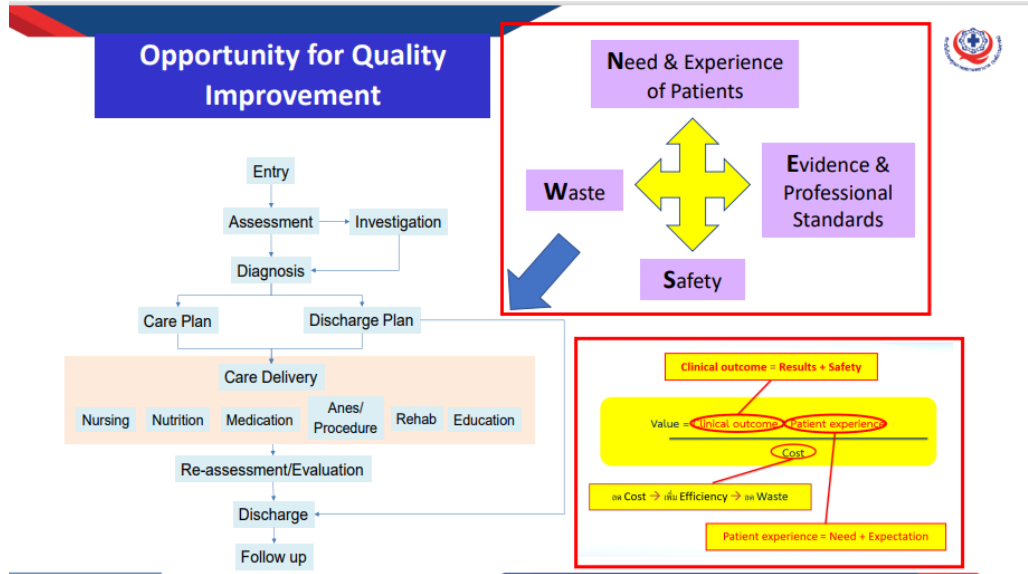 Opportunity for Quality
Improvement
Need & Experience
of Patients
Waste
Evidence &
Professional
Standards
Safety
Entry
Assessment
Investigation
Diagnosis
Care Plan
Discharge Plan
Care Delivery
Nursing
Nutrition
Medication
Anes/
Procedure
Rehab
Education
Re-assessment/Evaluation
Discharge
Follow up
Clinical outcome = Results + Safety
Value = Clinical outcome Patient experience
Cost
ลด Cost → เพิ่ม Efficiency → ลด Waste
Patient experience = Need + Expectation